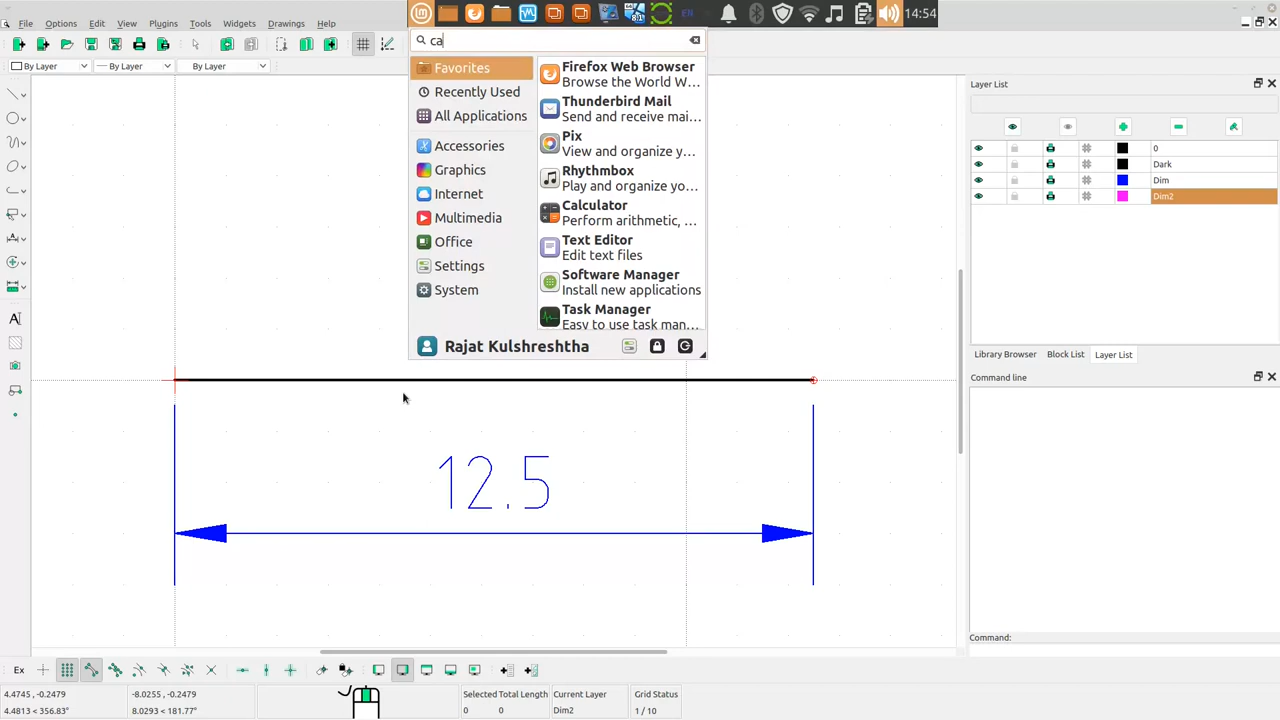 File Options Edit View Plugins Tools Widgets Drawings Help
EN
801
14:54
By Layer
By Layer
By Layer
ca
Favorites
Recently Used
All Applications
Accessories
Graphics
Internet
Multimedia
Office
Settings
System
Firefox Web Browser
Browse the World W...
Thunderbird Mail
Send and receive mai...
Pix
View and organize y...
Rhythmbox
Play and organize yo...
Calculator
Perform arithmetic, ...
Text Editor
Edit text files
Software Manager
Install new applications
Task Manager
Easy to use task man...
Rajat Kulshreshtha
Layer List
0
Dark
Dim
Dim2
Library Browser Block List Layer List
Command line
Command:
12.5
A
Ex
4.4745 , -0.2479
4.4813 < 356.83°
-8.0255 , -0.2479
8.0293 < 181.77°
Selected Total Length
0 0
Current Layer
Dim2
Grid Status
1 / 10